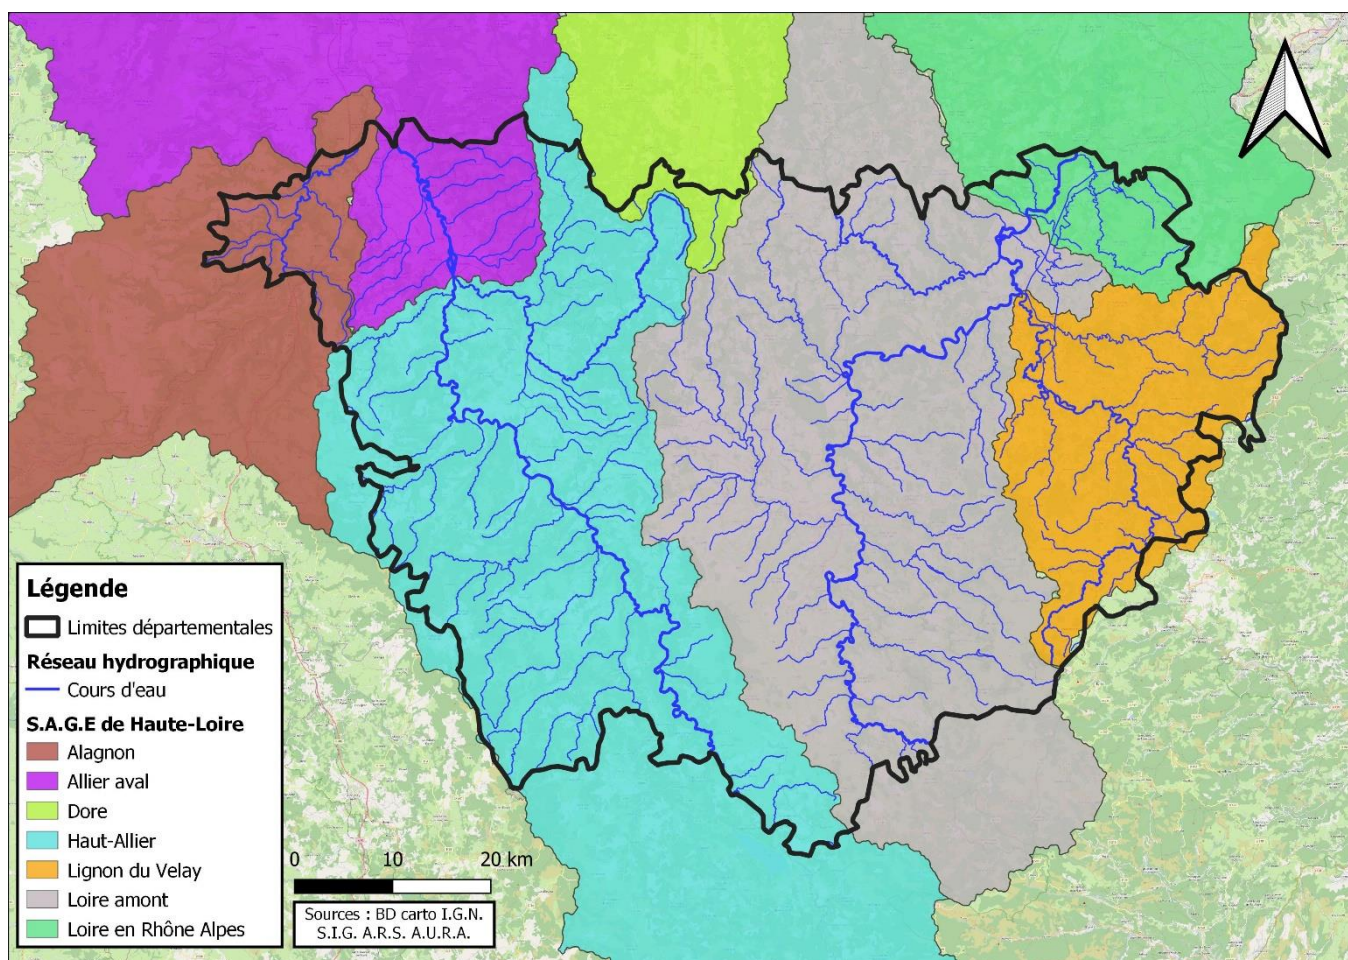 Légende
Limites départementales
Réseau hydrographique
Cours d'eau
S.A.G.E de Haute-Loire
Alagnon
Allier aval
Dore
Haut-Allier
Lignon du Velay
Loire amont
Loire en Rhône Alpes
0 10 20 km
Sources : BD carto I.G.N.
S.I.G. A.R.S. A.U.R.A.